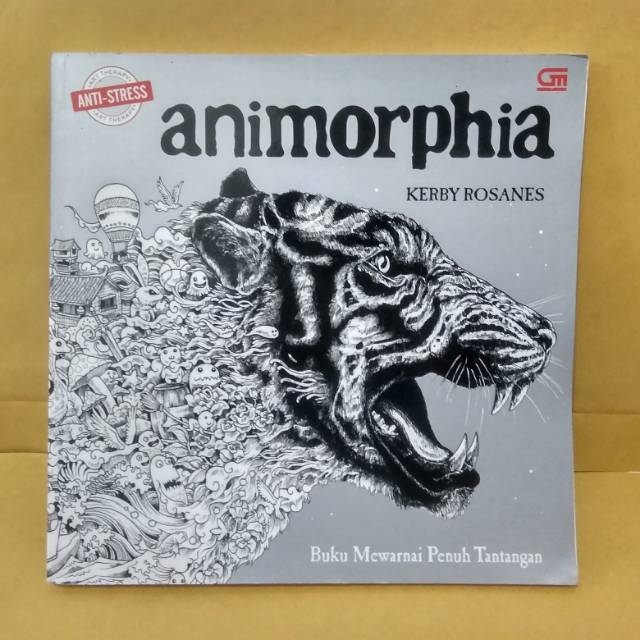 ART THERAPY
ANTI-STRESS
ART THERAPY
animorphia
KERBY ROSANES
Buku Mewarnai Penuh Tantangan